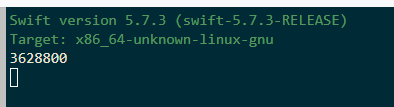 Swift version 5.7.3 (swift-5.7.3-RELEASE)
Target: x86_64-unknown-linux-gnu
3628800